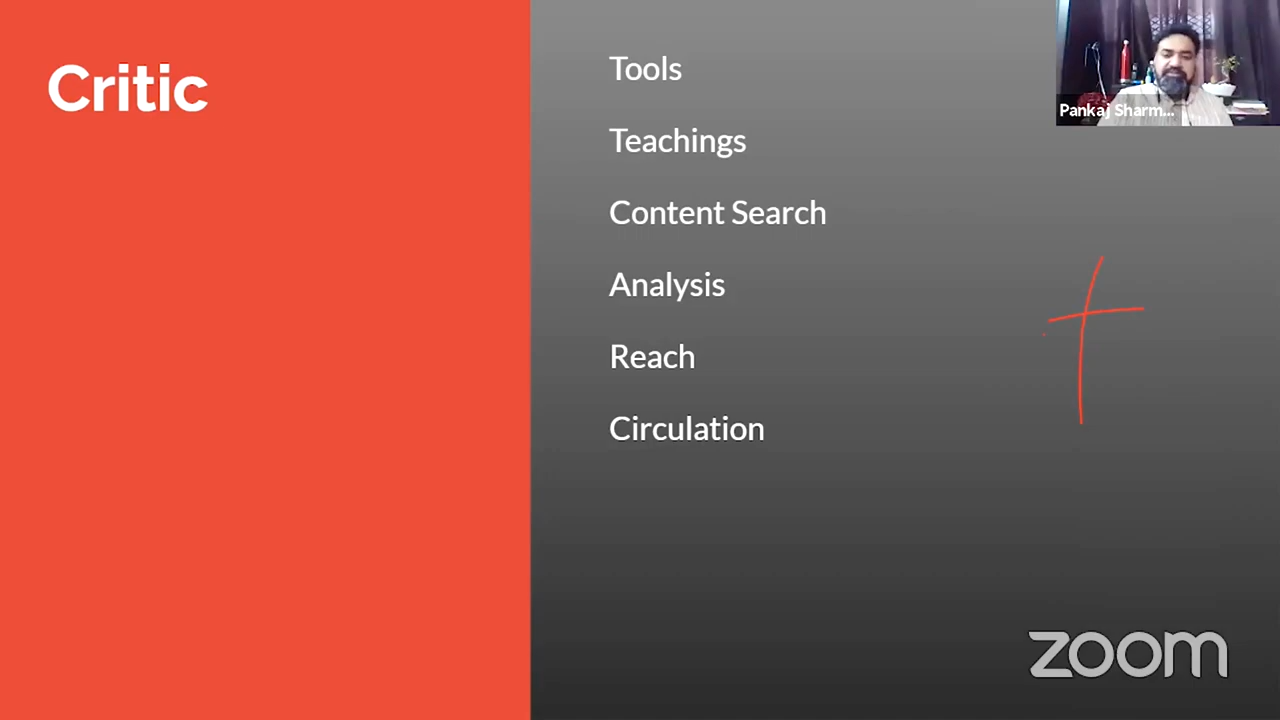 Critic
Tools
Teachings
Content Search
Analysis
Reach
Circulation
Pankaj Sharm...
zoom